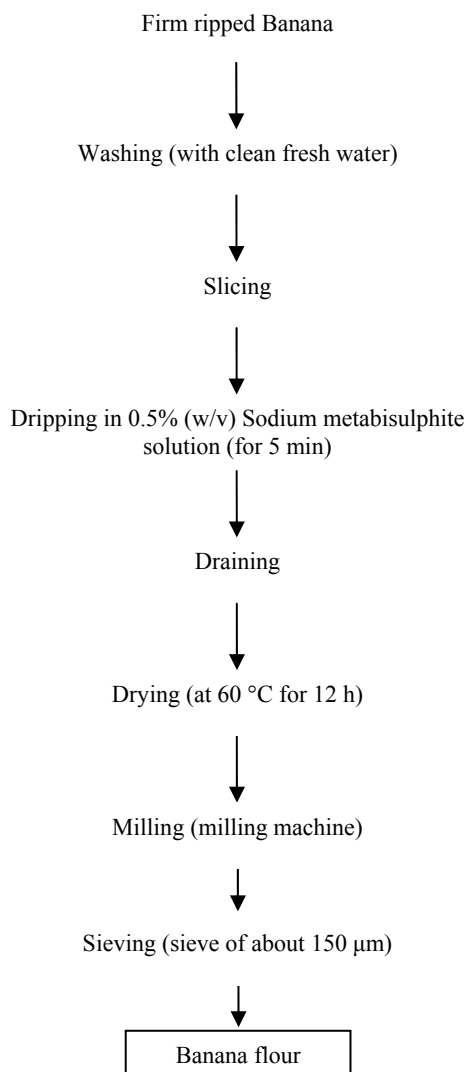 Firm ripped Banana
Washing (with clean fresh water)
Slicing
Dripping in 0.5% (w/v) Sodium metabisulphite
solution (for 5 min)
Draining
Drying (at 60 °C for 12 h)
Milling (milling machine)
Sieving (sieve of about 150 μm)
Banana flour